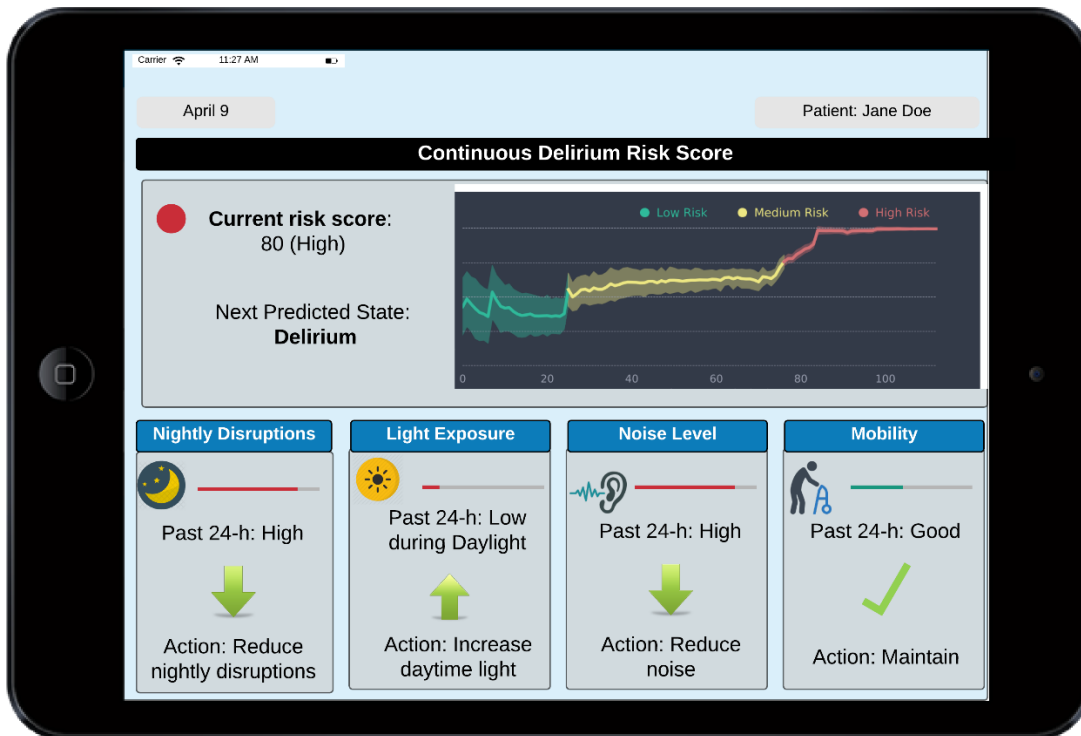 Carrier 11:27 AM
April 9
Patient: Jane Doe
Continuous Delirium Risk Score
Current risk score:
80 (High)
Next Predicted State:
Delirium
Low Risk Medium Risk High Risk
0 20 40 60 80 100
Nightly Disruptions
Past 24-h: High
Action: Reduce
nightly disruptions
Light Exposure
Past 24-h: Low
during Daylight
Action: Increase
daytime light
Noise Level
Past 24-h: High
Action: Reduce
noise
Mobility
Past 24-h: Good
Action: Maintain